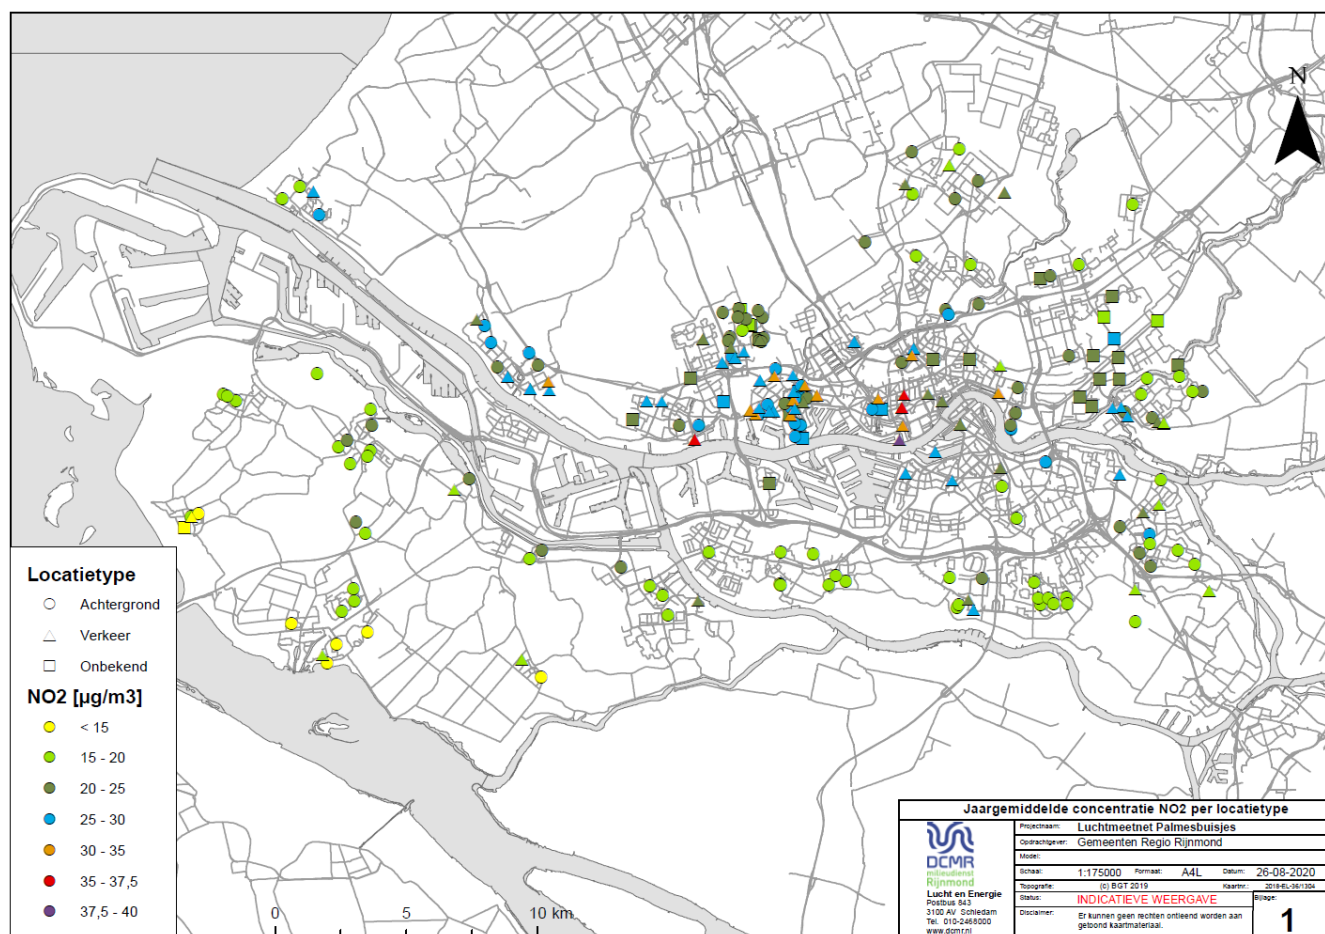 N
Locatietype
Achtergrond
Verkeer
Onbekend
NO2 [µg/m3]
< 15
15 - 20
20 - 25
25 - 30
30 - 35
35 - 37,5
37,5 - 40
0 5 10 km
Jaargemiddelde concentratie NO2 per locatietype
DCMR
milieudienst
Rijnmond
Lucht en Energie
Postbus 843
3100 AV Schiedam
Tel. 010-2468000
www.dcmr.nl
Projectnaam: Luchtmeetnet Palmesbuisjes
Opdrachtgever: Gemeenten Regio Rijnmond
Model:
Schaal: 1:175000 Formaat: A4L Datum: 26-08-2020
Topografie: (c) BGT 2019 Kaartnr.: 2018-EL-36/1304
Status: INDICATIEVE WEERGAVE
Bijlage:
1
Disclaimer: Er kunnen geen rechten ontleend worden aan
getoond kaartmateriaal.